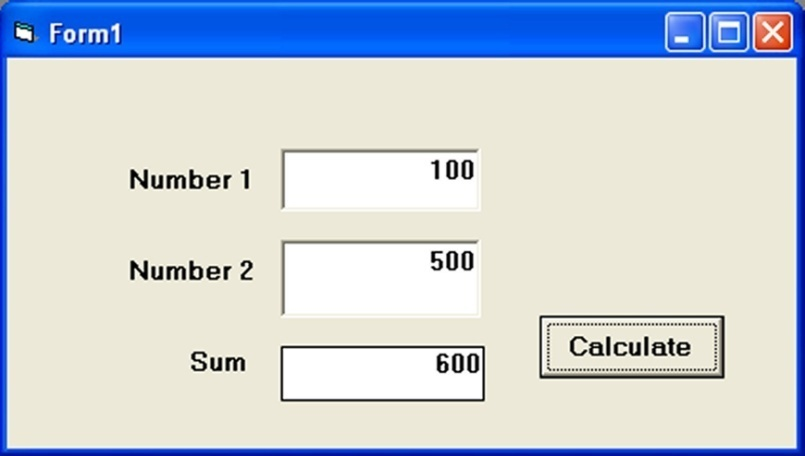 Form1
Number 1 100
Number 2 500
Sum 600
Calculate